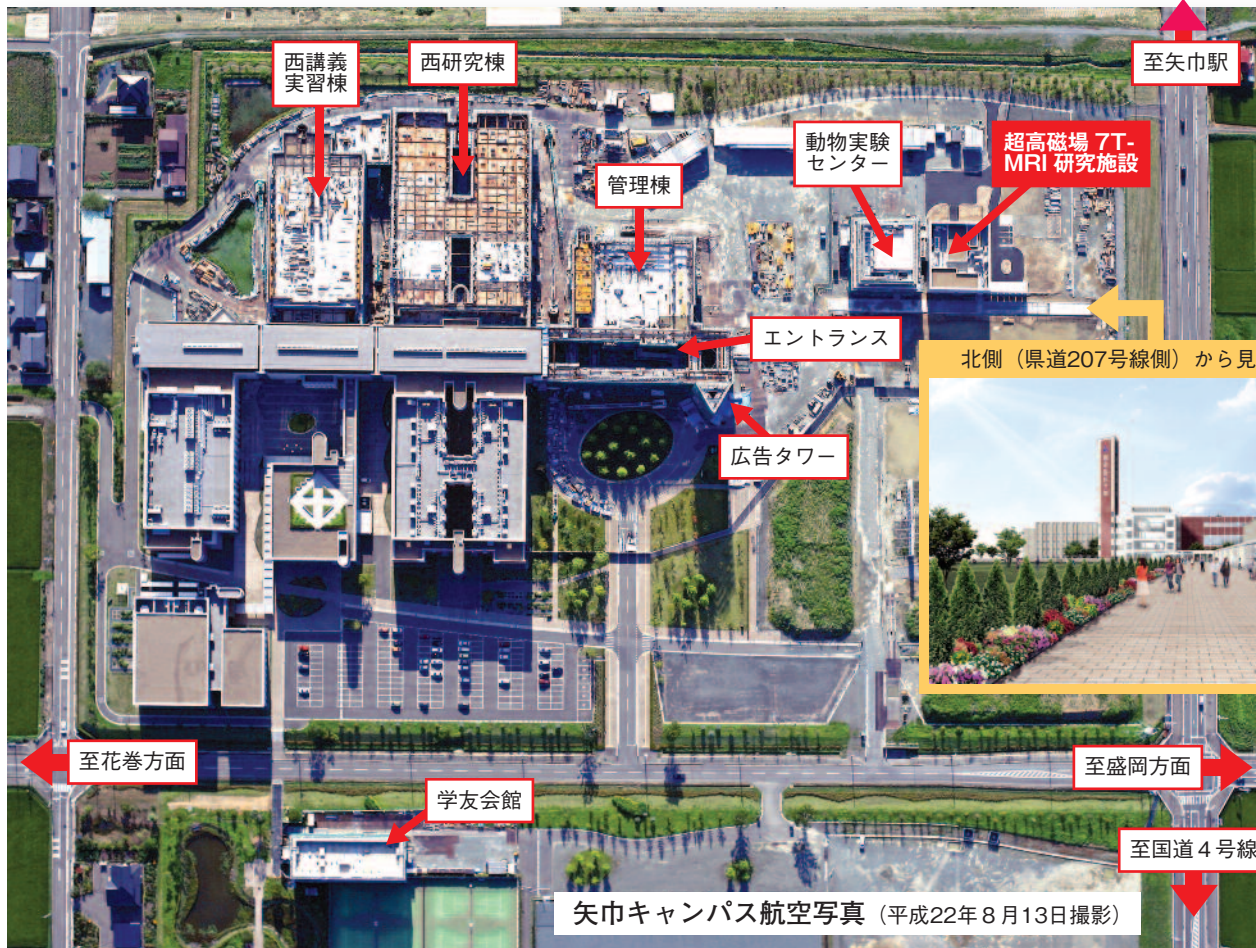 西講義
実習棟
西研究棟
至矢巾駅
動物実験
センター
超高磁場 7T-
MRI 研究施設
管理棟
エントランス
北側（県道207号線側）から見
広告タワー
至花巻方面
至盛岡方面
学友会館
至国道4号線
矢巾キャンパス航空写真（平成22年8月13日撮影）